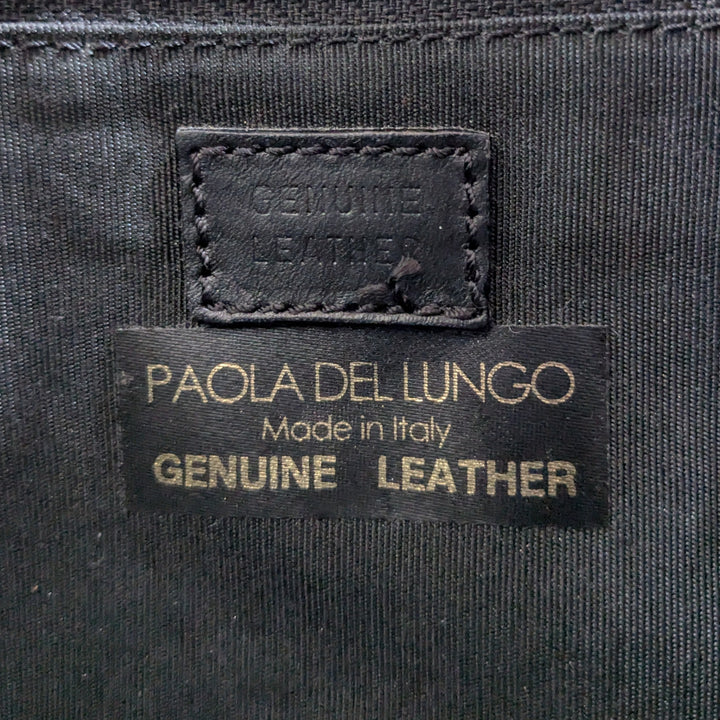 GENUINE
LEATHER
PAOLA DEL LUNGO
Made in Italy
GENUINE LEATHER